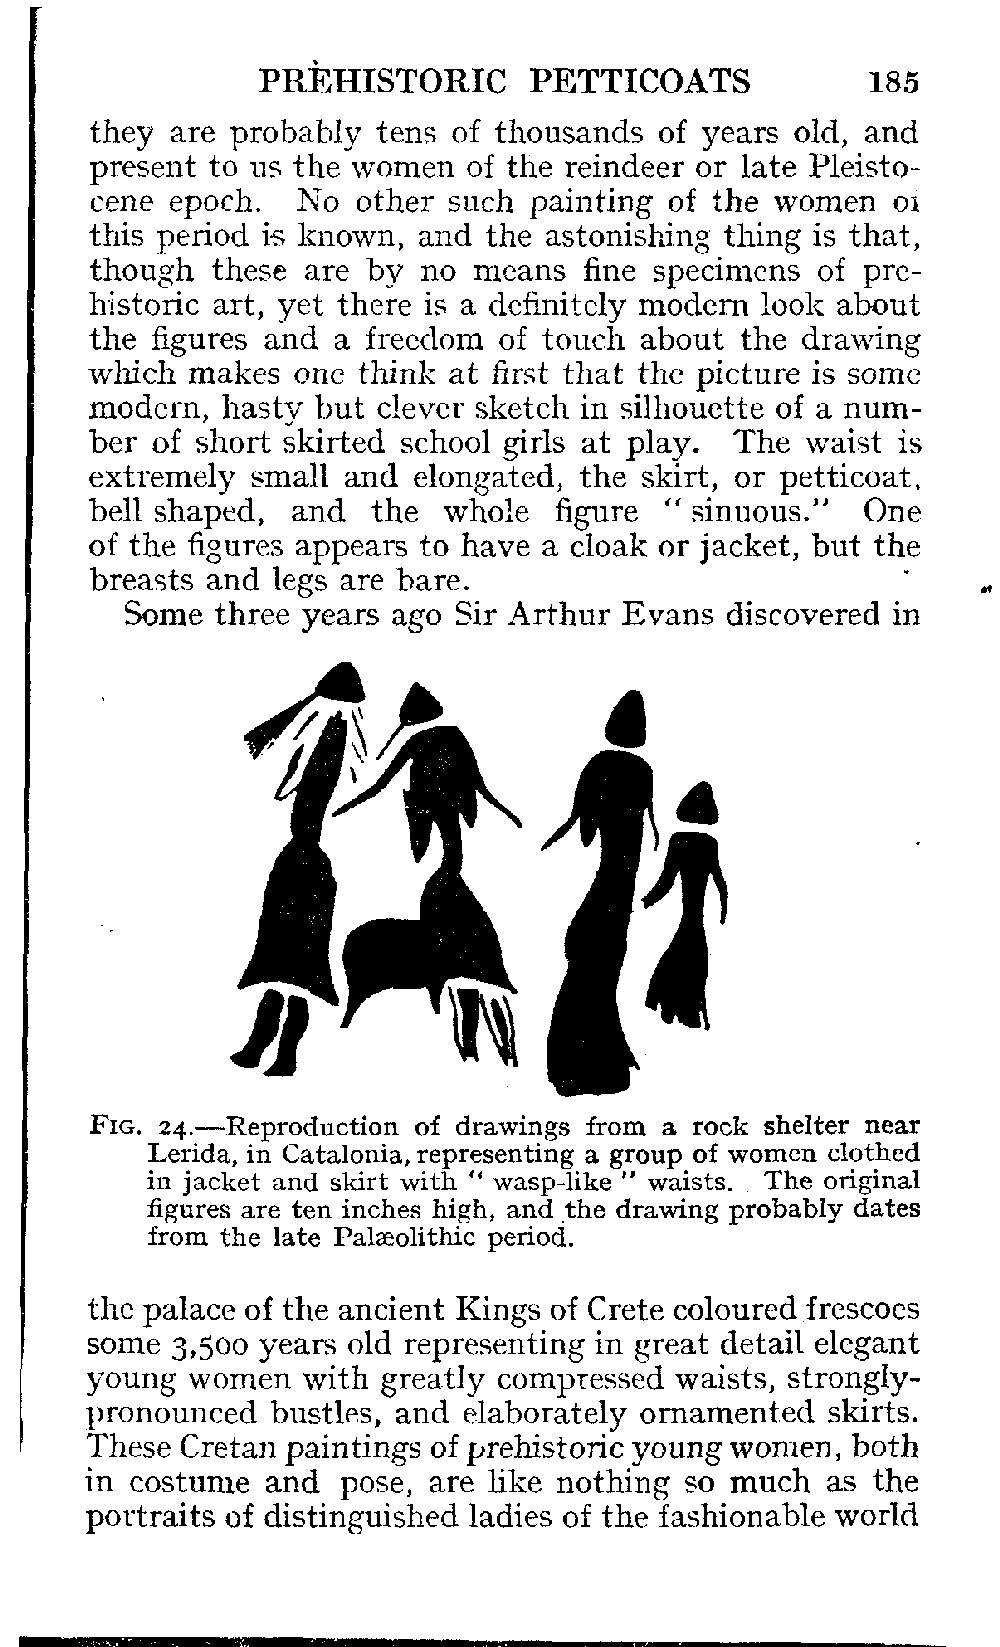 PREHISTORIC PETTICOATS 185
they are probably tens of thousands of years old, and
present to us the women of the reindeer or late Pleisto-
cene epoch. No other such painting of the women of
this period is known, and the astonishing thing is that,
though these are by no means fine specimens of pre-
historic art, yet there is a definitely modern look about
the figures and a freedom of touch about the drawing
which makes one think at first that the picture is some
modern, hasty but clever sketch in silhouette of a num-
ber of short skirted school girls at play. The waist is
extremely small and elongated, the skirt, or petticoat,
bell shaped, and the whole figure " sinuous." One
of the figures appears to have a cloak or jacket, but the
breasts and legs are bare.
Some three years ago Sir Arthur Evans discovered in
FIG. 24.—Reproduction of drawings from a rock shelter near
Lerida, in Catalonia, representing a group of women clothed
in jacket and skirt with " wasp-like " waists. The original
figures are ten inches high, and the drawing probably dates
from the late Palæolithic period.
the palace of the ancient Kings of Crete coloured frescoes
some 3,500 years old representing in great detail elegant
young women with greatly compressed waists, strongly-
pronounced bustles, and elaborately ornamented skirts.
These Cretan paintings of prehistoric young women, both
in costume and pose, are like nothing so much as the
portraits of distinguished ladies of the fashionable world